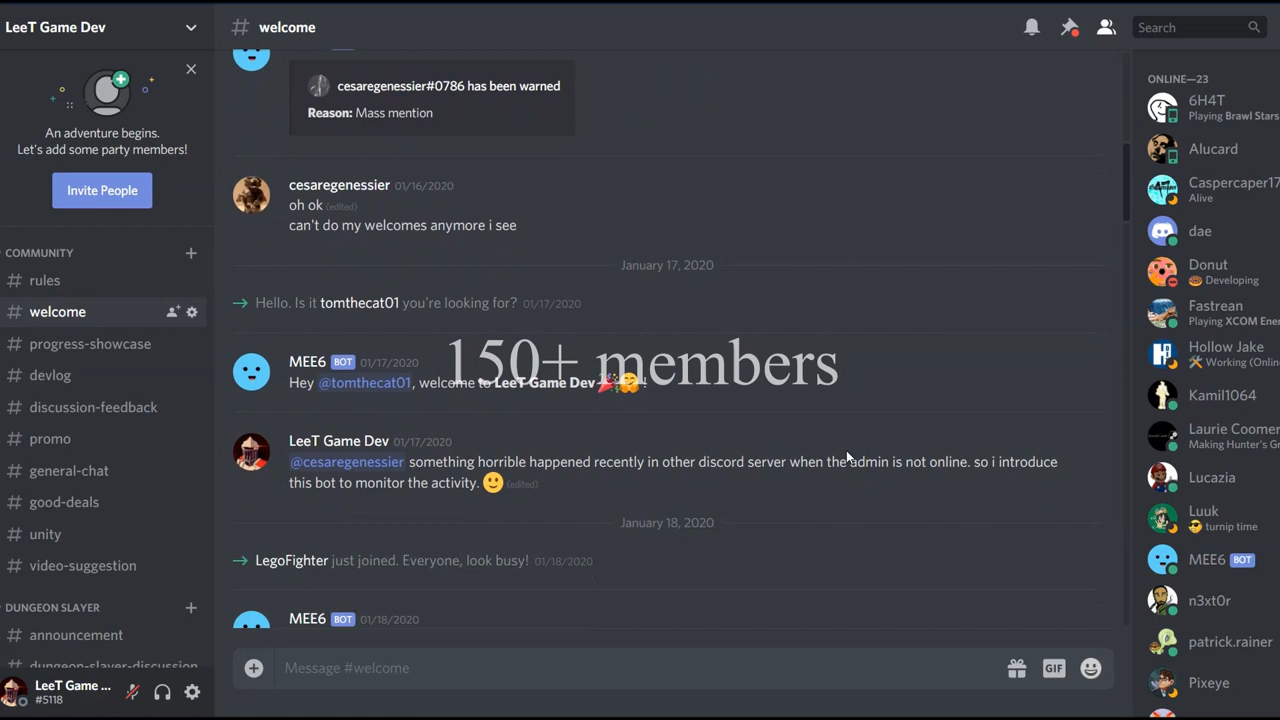 LeeT Game Dev
# welcome
Search
An adventure begins.
Let's add some party members!
Invite People
COMMUNITY
# rules
# welcome
# progress-showcase
# devlog
# discussion-feedback
# promo
# general-chat
# good-deals
# unity
# video-suggestion
DUNGEON SLAYER
# announcement
# dungeon-slayer-discussion
LeeT Game ...
#5118
cesaregenessier#0786 has been warned
Reason: Mass mention
cesaregenessier 01/16/2020
oh ok (edited)
can't do my welcomes anymore i see
January 17, 2020
Hello. Is it tomthecat01 you're looking for? 01/17/2020
150+ members
MEE6 BOT 01/17/2020
Hey @tomthecat01, welcome to LeeT Game Dev 🎉🤗 !
LeeT Game Dev 01/17/2020
@cesaregenessier something horrible happened recently in other discord server when the admin is not online. so i introduce
this bot to monitor the activity. 🙂 (edited)
January 18, 2020
LegoFighter just joined. Everyone, look busy! 01/18/2020
MEE6 BOT 01/18/2020
Message #welcome
GIF
ONLINE—23
6H4T
Playing Brawl Stars
Alucard
Caspercaper17
Alive
dae
Donut
🍩 Developing
Fastrean
Playing XCOM Ener
Hollow Jake
🛠 Working (Online
Kamil1064
Laurie Coomer
Making Hunter's Gr
Lucazia
Luuk
😎 turnip time
MEE6 BOT
n3xt0r
patrick.rainer
Pixeye